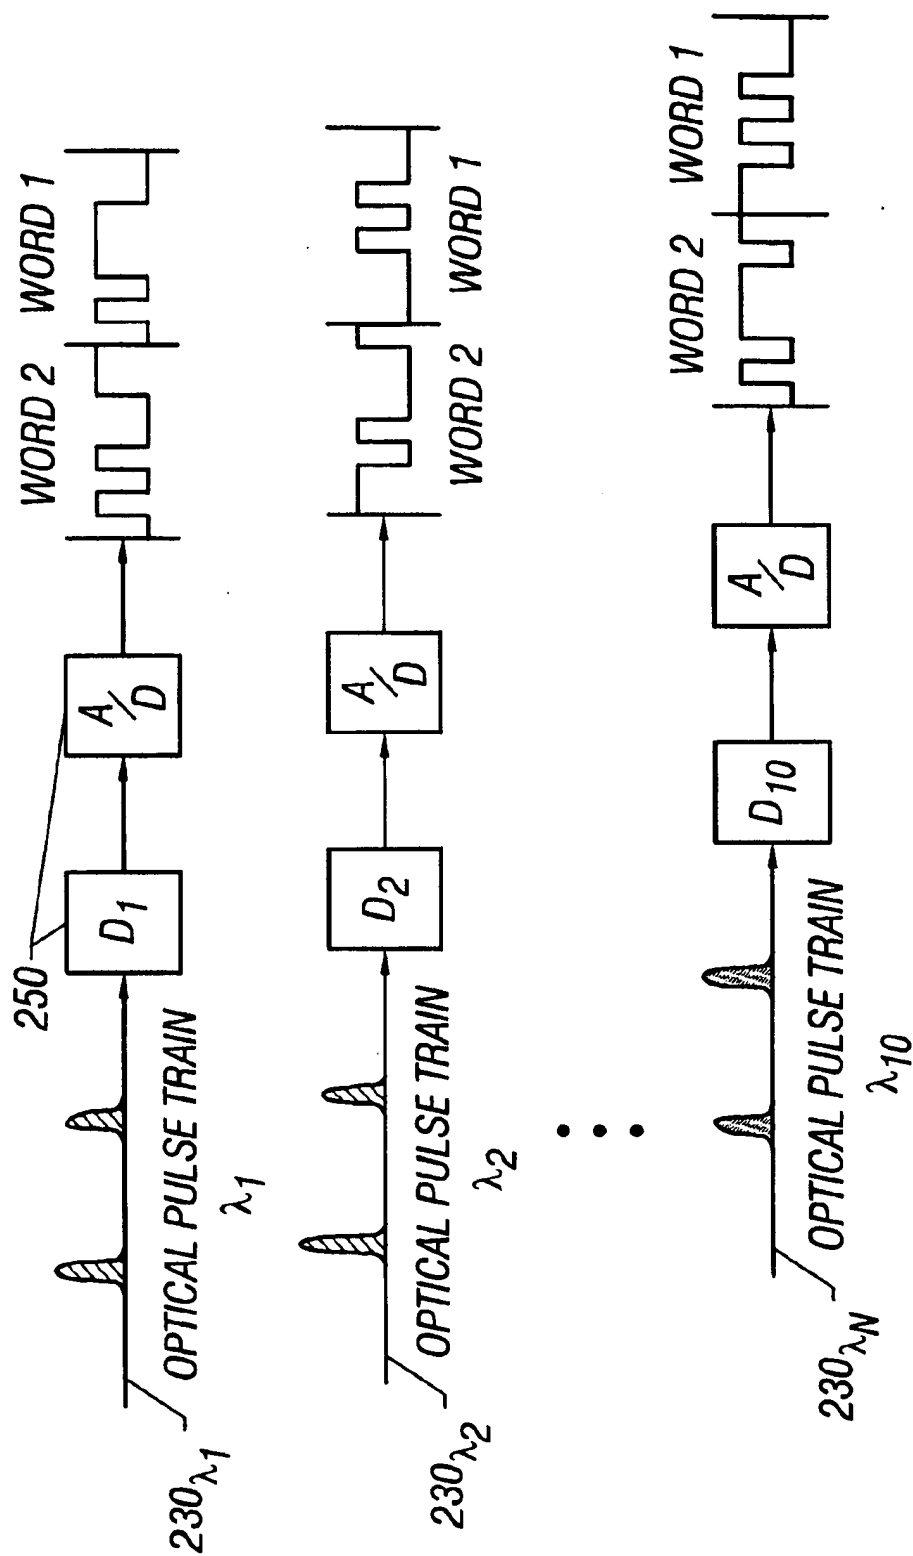 250
D1
A/D
WORD 2
WORD 1
OPTICAL PULSE TRAIN
λ1
230λ1
D2
A/D
WORD 2
WORD 1
OPTICAL PULSE TRAIN
λ2
230λ2
D10
A/D
WORD 2
WORD 1
OPTICAL PULSE TRAIN
λ10
230λN